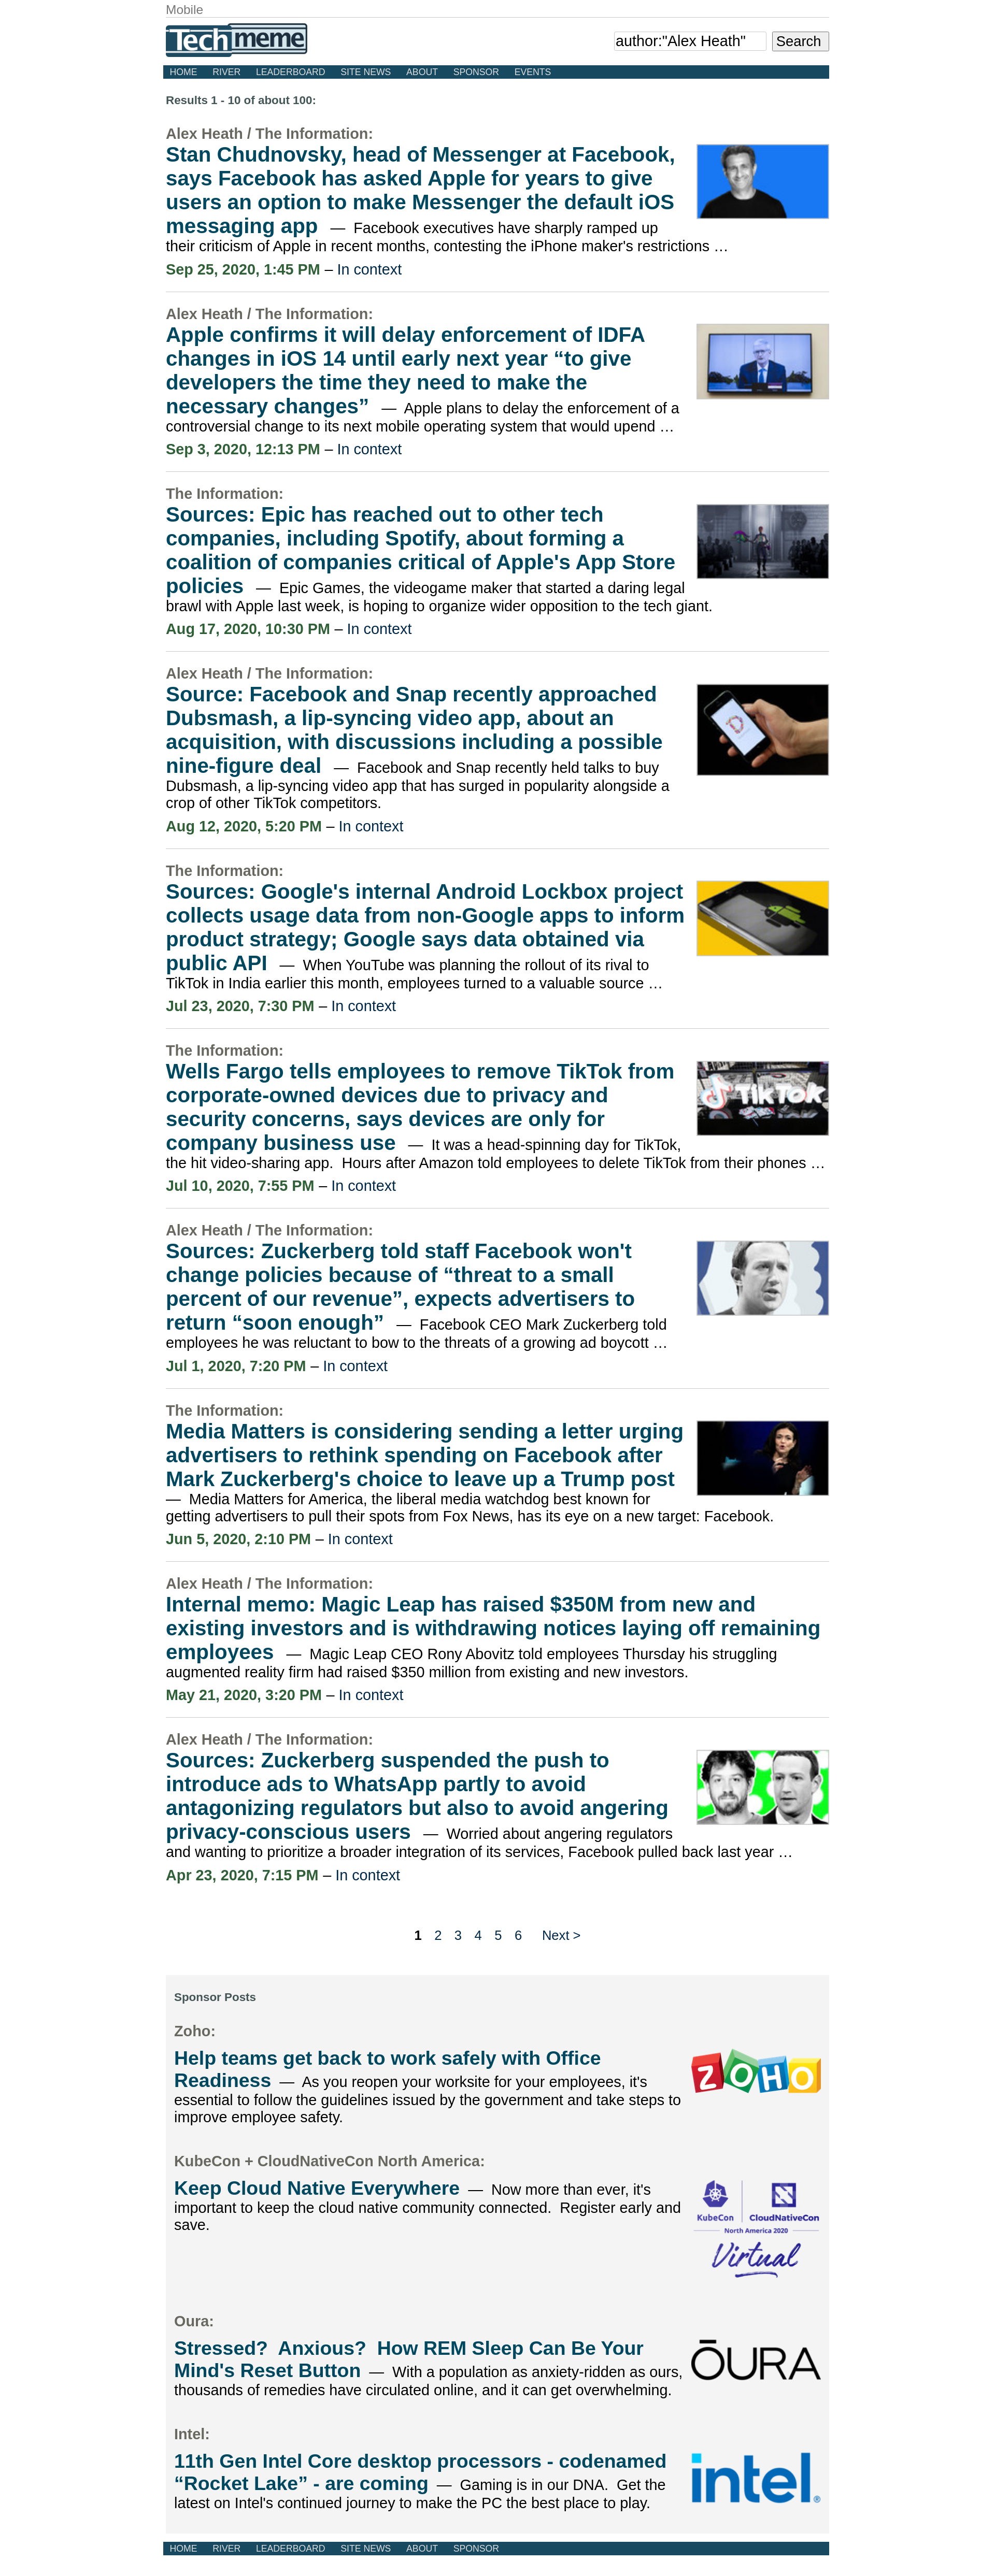 Mobile
Techmeme
author:"Alex Heath" Search
HOME RIVER LEADERBOARD SITE NEWS ABOUT SPONSOR EVENTS
Results 1 - 10 of about 100:
Alex Heath / The Information:
Stan Chudnovsky, head of Messenger at Facebook,
says Facebook has asked Apple for years to give
users an option to make Messenger the default iOS
messaging app — Facebook executives have sharply ramped up
their criticism of Apple in recent months, contesting the iPhone maker's restrictions …
Sep 25, 2020, 1:45 PM – In context
Alex Heath / The Information:
Apple confirms it will delay enforcement of IDFA
changes in iOS 14 until early next year “to give
developers the time they need to make the
necessary changes” — Apple plans to delay the enforcement of a
controversial change to its next mobile operating system that would upend …
Sep 3, 2020, 12:13 PM – In context
The Information:
Sources: Epic has reached out to other tech
companies, including Spotify, about forming a
coalition of companies critical of Apple's App Store
policies — Epic Games, the videogame maker that started a daring legal
brawl with Apple last week, is hoping to organize wider opposition to the tech giant.
Aug 17, 2020, 10:30 PM – In context
Alex Heath / The Information:
Source: Facebook and Snap recently approached
Dubsmash, a lip-syncing video app, about an
acquisition, with discussions including a possible
nine-figure deal — Facebook and Snap recently held talks to buy
Dubsmash, a lip-syncing video app that has surged in popularity alongside a
crop of other TikTok competitors.
Aug 12, 2020, 5:20 PM – In context
The Information:
Sources: Google's internal Android Lockbox project
collects usage data from non-Google apps to inform
product strategy; Google says data obtained via
public API — When YouTube was planning the rollout of its rival to
TikTok in India earlier this month, employees turned to a valuable source …
Jul 23, 2020, 7:30 PM – In context
The Information:
Wells Fargo tells employees to remove TikTok from
corporate-owned devices due to privacy and
security concerns, says devices are only for
company business use — It was a head-spinning day for TikTok,
the hit video-sharing app. Hours after Amazon told employees to delete TikTok from their phones …
TikTok
Jul 10, 2020, 7:55 PM – In context
Alex Heath / The Information:
Sources: Zuckerberg told staff Facebook won't
change policies because of “threat to a small
percent of our revenue”, expects advertisers to
return “soon enough” — Facebook CEO Mark Zuckerberg told
employees he was reluctant to bow to the threats of a growing ad boycott …
Jul 1, 2020, 7:20 PM – In context
The Information:
Media Matters is considering sending a letter urging
advertisers to rethink spending on Facebook after
Mark Zuckerberg's choice to leave up a Trump post
— Media Matters for America, the liberal media watchdog best known for
getting advertisers to pull their spots from Fox News, has its eye on a new target: Facebook.
Jun 5, 2020, 2:10 PM – In context
Alex Heath / The Information:
Internal memo: Magic Leap has raised $350M from new and
existing investors and is withdrawing notices laying off remaining
employees — Magic Leap CEO Rony Abovitz told employees Thursday his struggling
augmented reality firm had raised $350 million from existing and new investors.
May 21, 2020, 3:20 PM – In context
Alex Heath / The Information:
Sources: Zuckerberg suspended the push to
introduce ads to WhatsApp partly to avoid
antagonizing regulators but also to avoid angering
privacy-conscious users — Worried about angering regulators
and wanting to prioritize a broader integration of its services, Facebook pulled back last year …
Apr 23, 2020, 7:15 PM – In context
1 2 3 4 5 6 Next >
Sponsor Posts
Zoho:
Help teams get back to work safely with Office
Readiness — As you reopen your worksite for your employees, it's
essential to follow the guidelines issued by the government and take steps to
improve employee safety.
ZOHO
KubeCon + CloudNativeCon North America:
Keep Cloud Native Everywhere — Now more than ever, it's
important to keep the cloud native community connected. Register early and
save.
KubeCon CloudNativeCon
North America 2020
Virtual
Oura:
Stressed? Anxious? How REM Sleep Can Be Your
Mind's Reset Button — With a population as anxiety-ridden as ours,
thousands of remedies have circulated online, and it can get overwhelming.
ŌURA
Intel:
11th Gen Intel Core desktop processors - codenamed
“Rocket Lake” - are coming — Gaming is in our DNA. Get the
latest on Intel's continued journey to make the PC the best place to play.
intel®
HOME RIVER LEADERBOARD SITE NEWS ABOUT SPONSOR